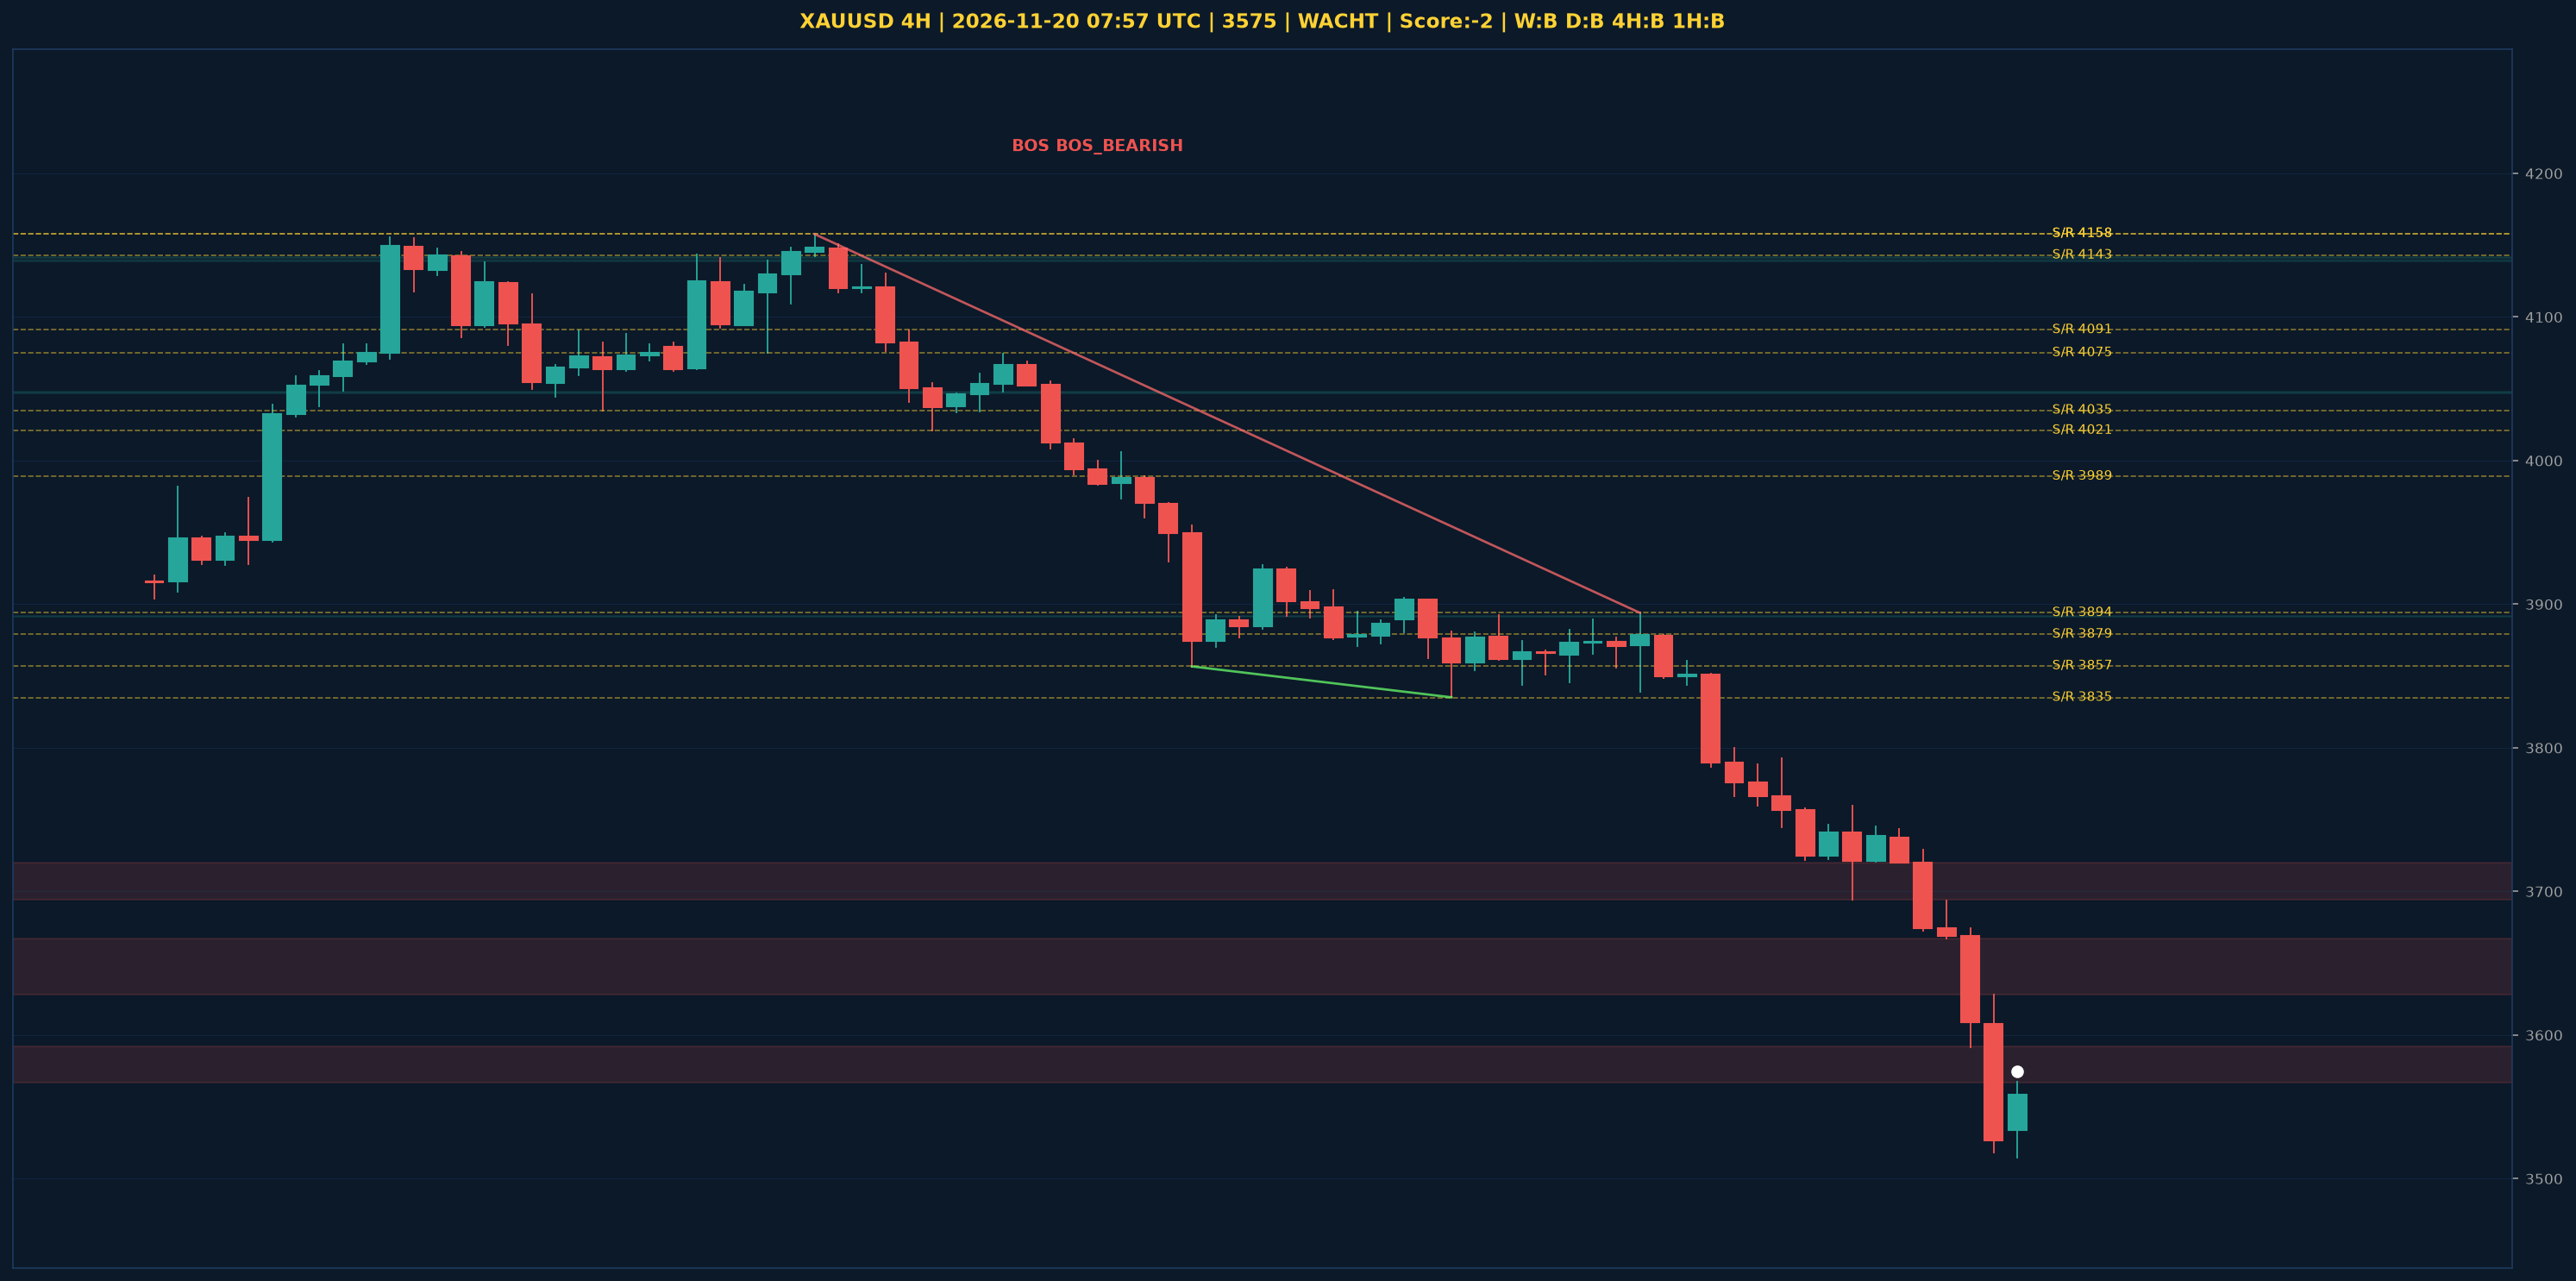 XAUUSD 4H | 2026-11-20 07:57 UTC | 3575 | WACHT | Score:-2 | W:B D:B 4H:B 1H:B
BOS BOS_BEARISH
4200
S/R 4158
S/R 4143
4100
S/R 4091
S/R 4075
S/R 4035
S/R 4021
4000
S/R 3989
3900
S/R 3894
S/R 3879
S/R 3857
S/R 3835
3800
3700
3600
3500